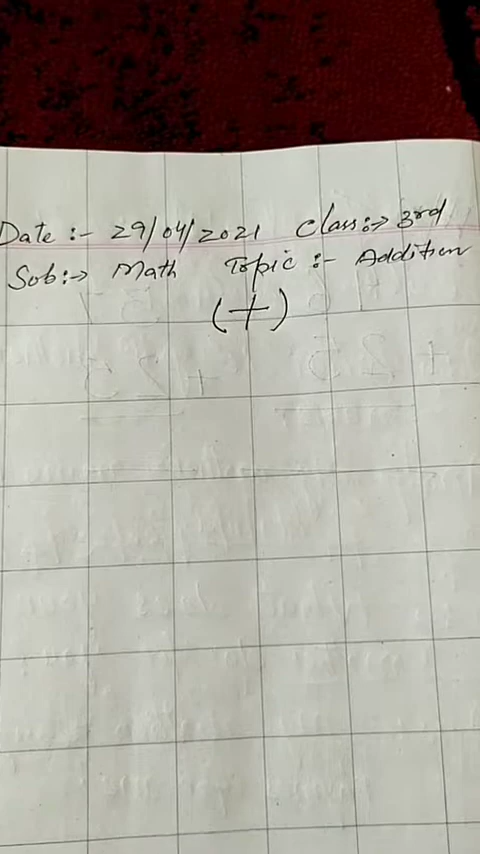 Date :- 29/04/2021 Class :-> 3rd
Sub :-> Math Topic :- Addition
(+)